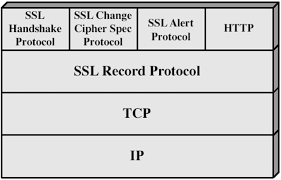 SSL
Handshake
Protocol
SSL Change
Cipher Spec
Protocol
SSL Alert
Protocol
HTTP
SSL Record Protocol
TCP
IP